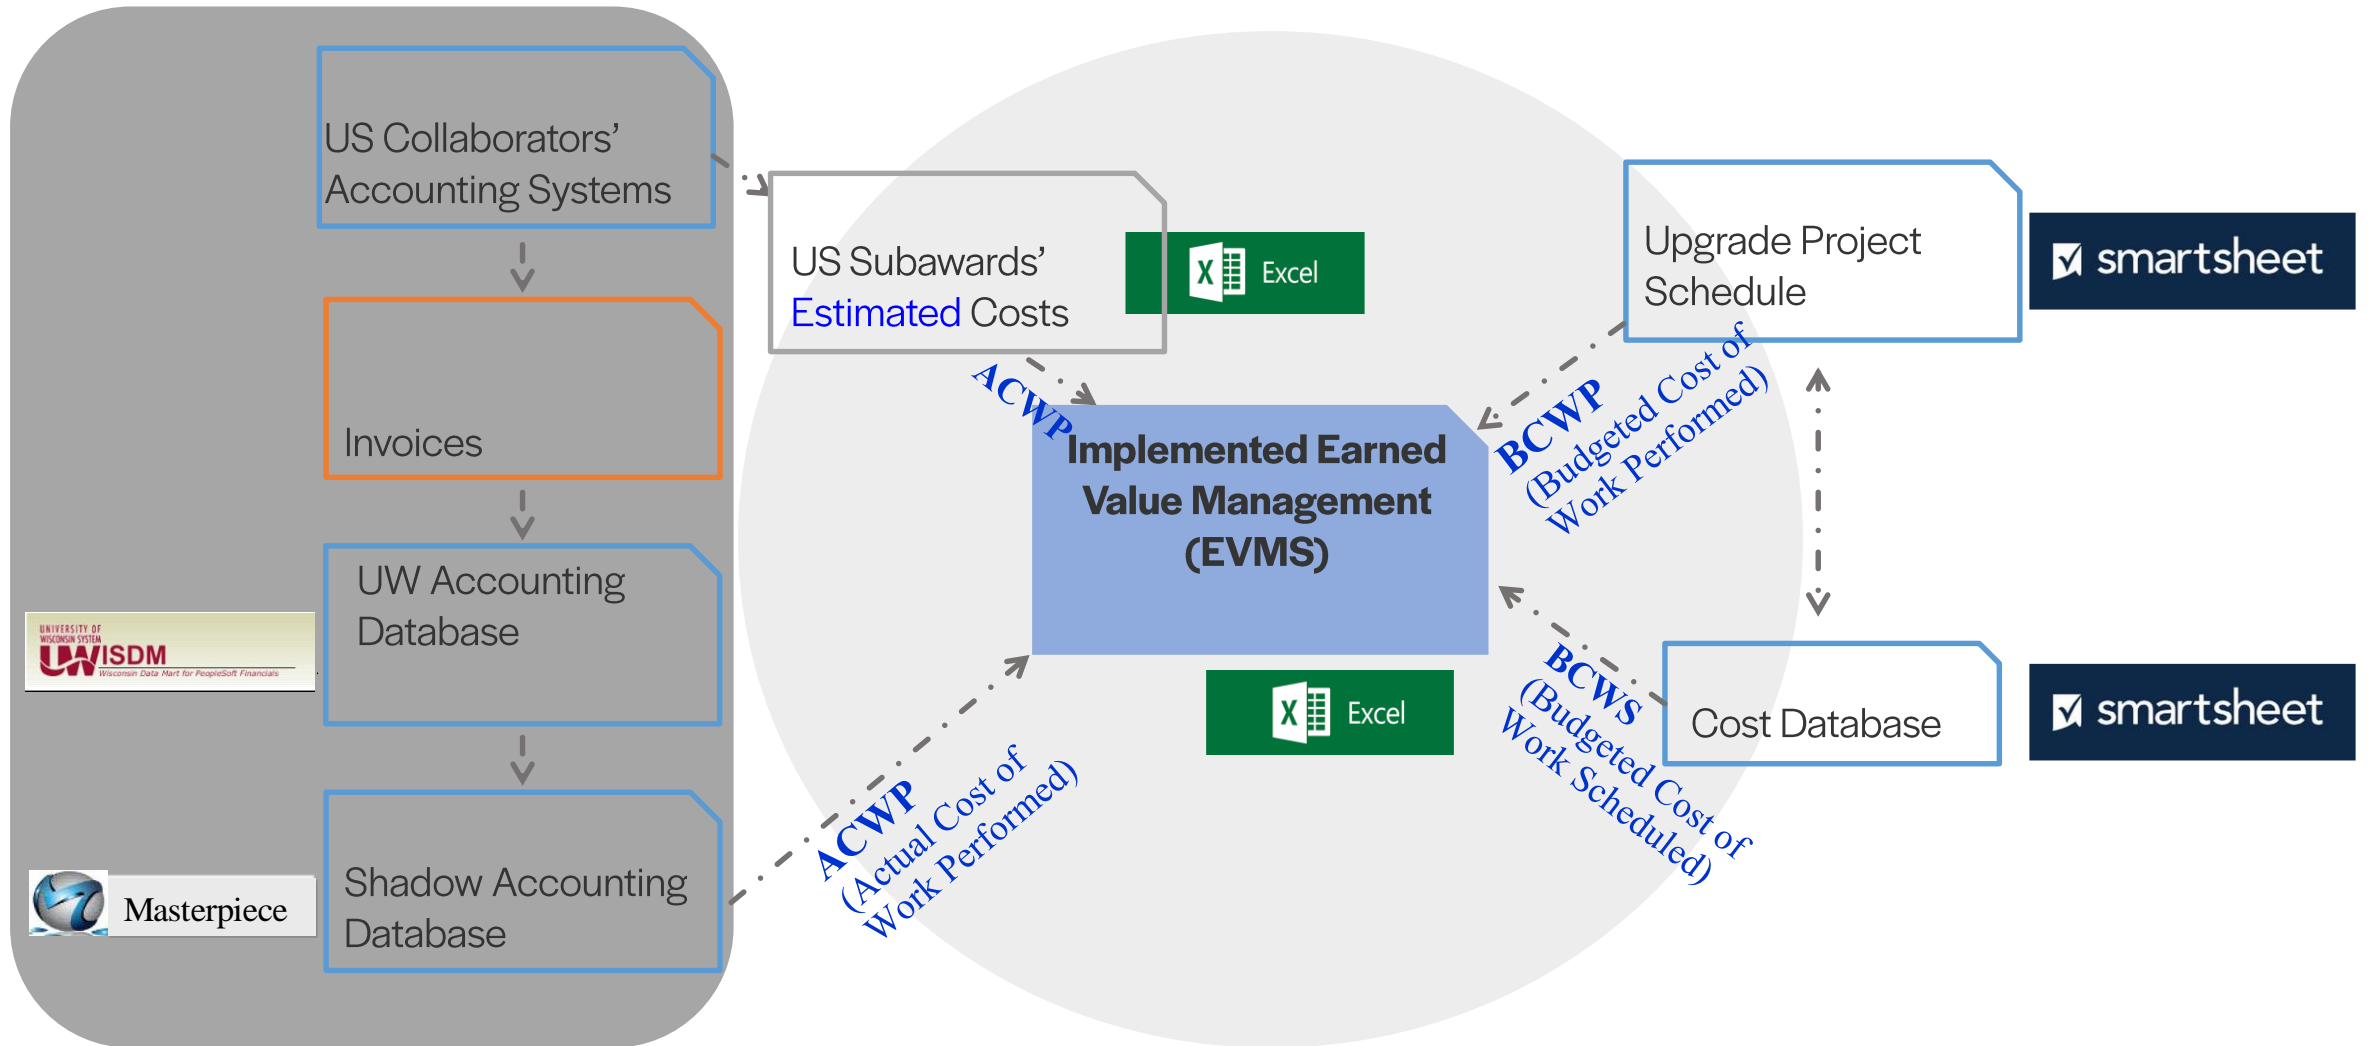 US Collaborators’
Accounting Systems
Invoices
UW Accounting
Database
UNIVERSITY OF
WISCONSIN SYSTEM
UWISDM
Wisconsin Data Mart for PeopleSoft Financials
Shadow Accounting
Database
Masterpiece
US Subawards’
Estimated Costs
X Excel
ACWP
Implemented Earned
Value Management
(EVMS)
X Excel
ACWP
(Actual Cost of
Work Performed)
Upgrade Project
Schedule
smartsheet
BCWP
(Budgeted Cost of
Work Performed)
BCWS
(Budgeted Cost of
Work Scheduled)
Cost Database
smartsheet